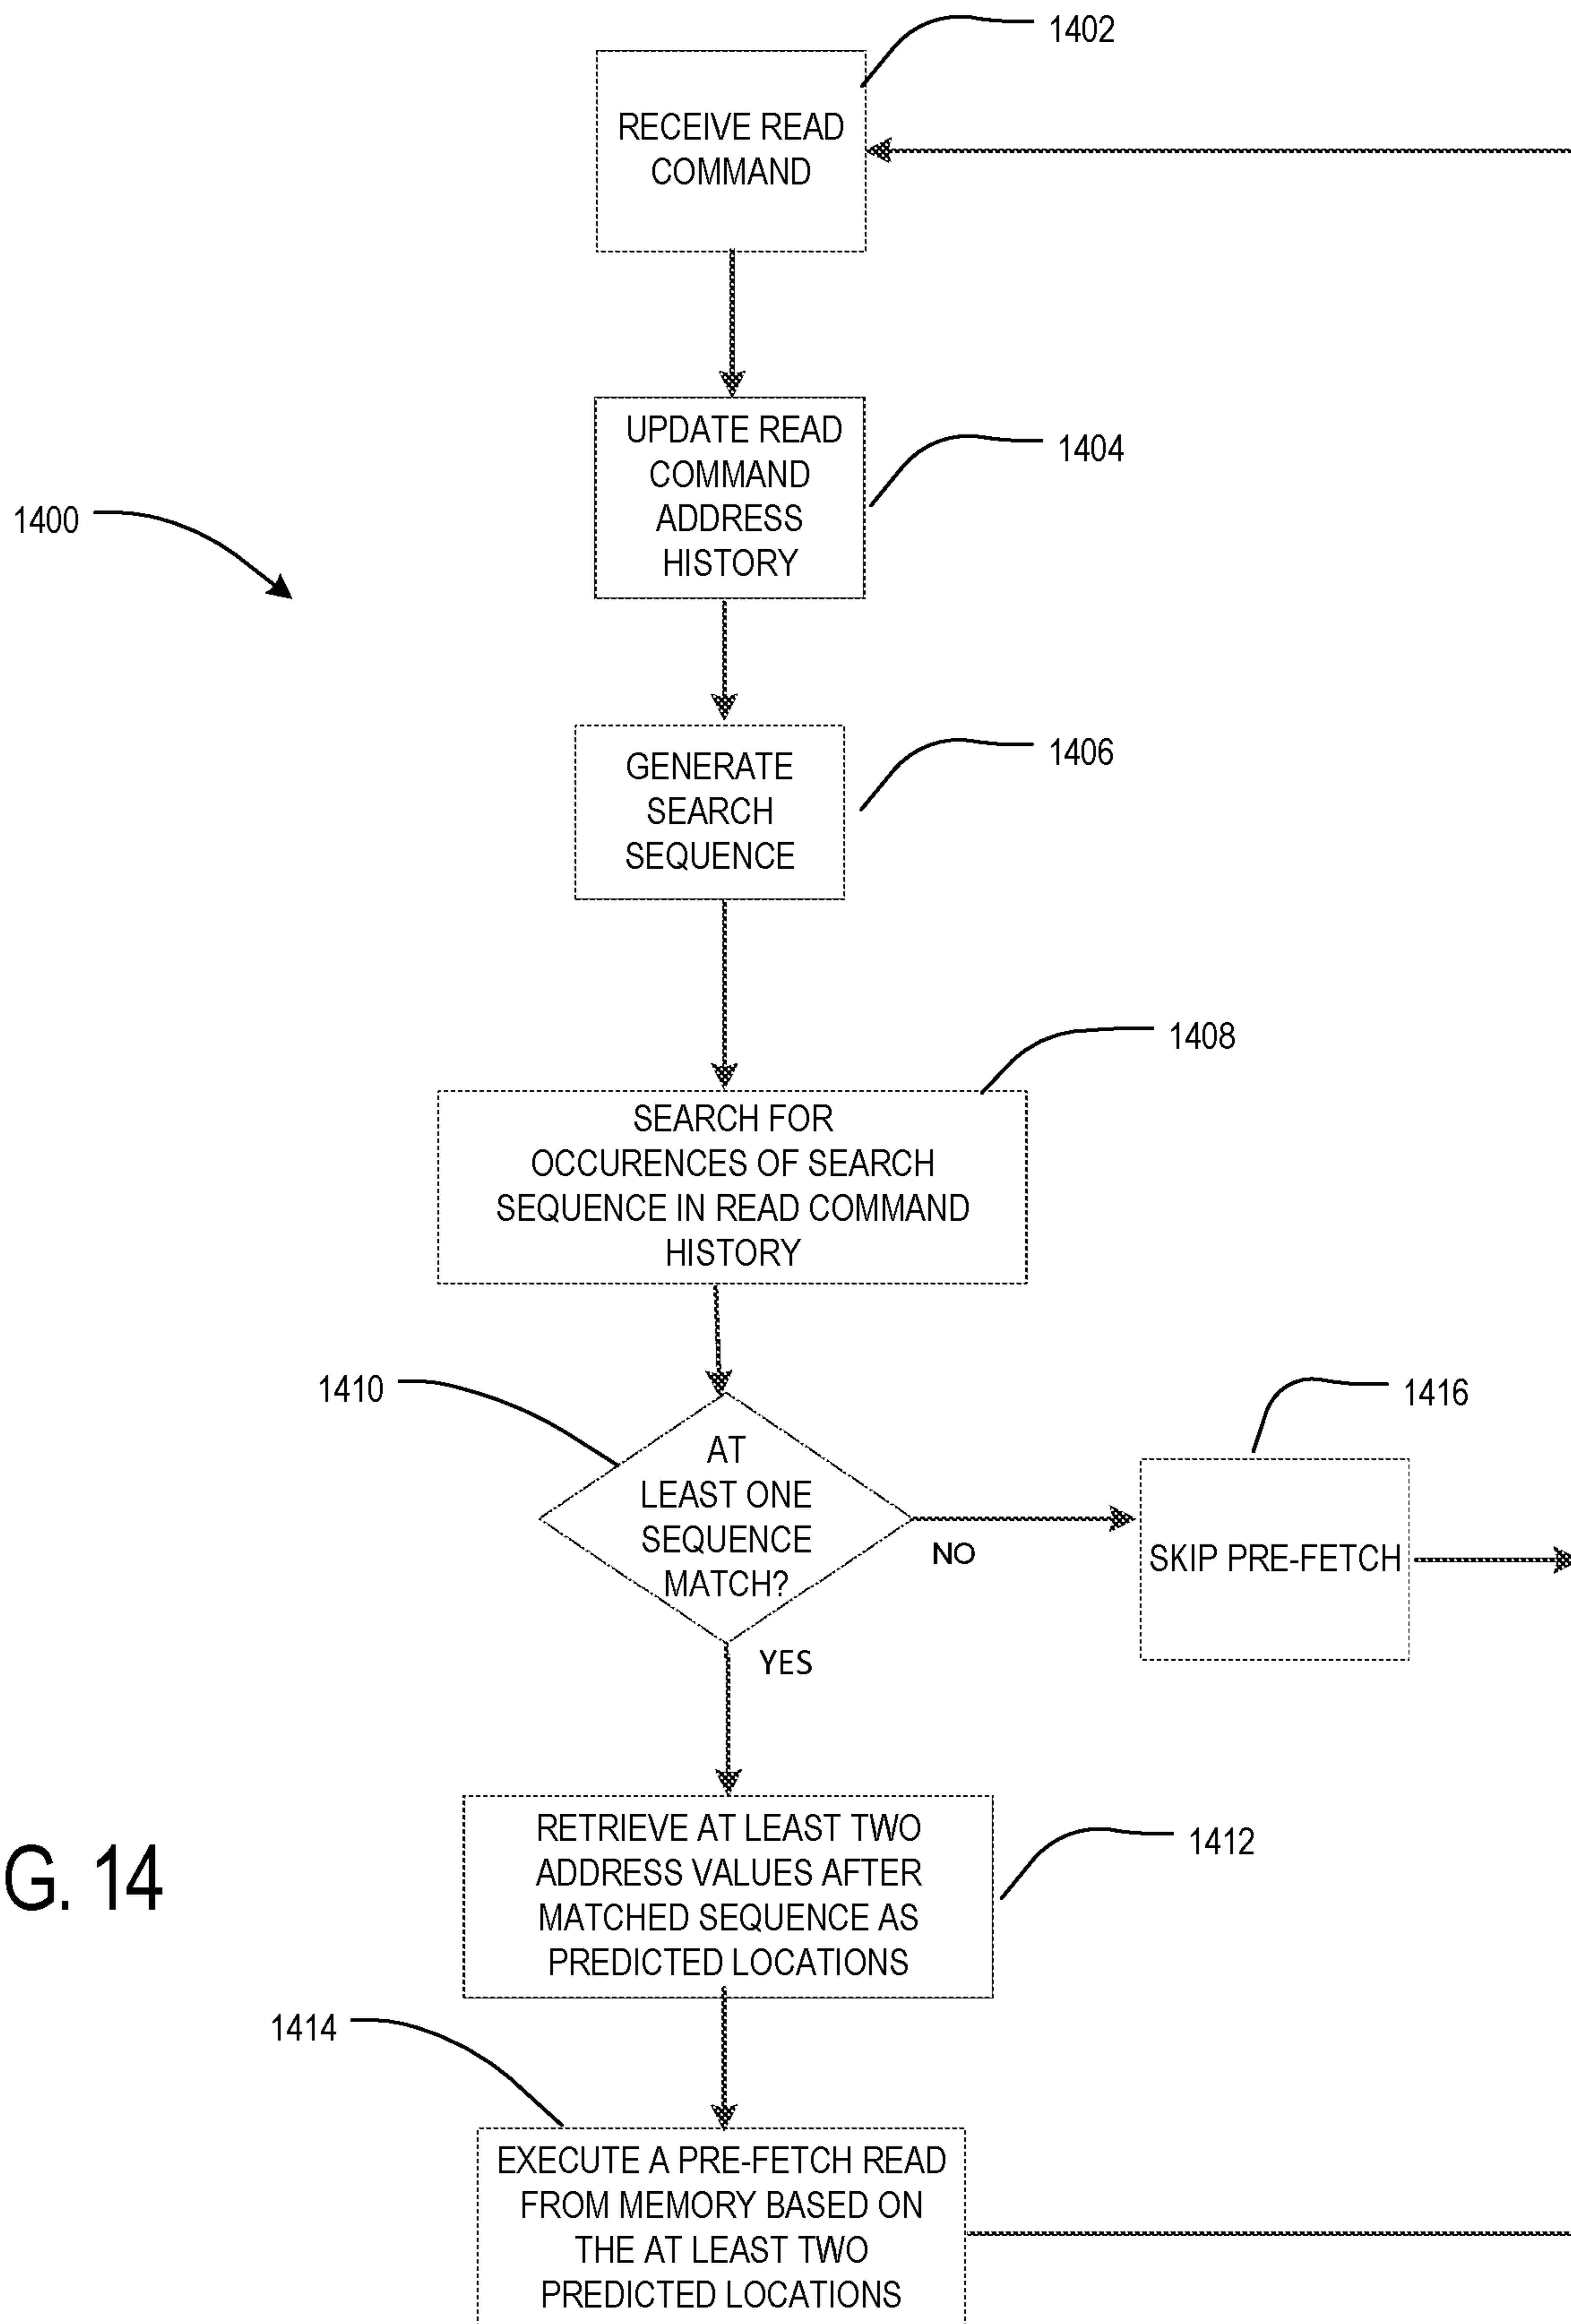 1402
RECEIVE READ
COMMAND
UPDATE READ
COMMAND
ADDRESS
HISTORY
1404
1400
GENERATE
SEARCH
SEQUENCE
1406
1408
SEARCH FOR
OCCURENCES OF SEARCH
SEQUENCE IN READ COMMAND
HISTORY
1410
AT
LEAST ONE
SEQUENCE
MATCH?
NO
YES
1416
SKIP PRE-FETCH
RETRIEVE AT LEAST TWO
ADDRESS VALUES AFTER
MATCHED SEQUENCE AS
PREDICTED LOCATIONS
1412
G. 14
1414
EXECUTE A PRE-FETCH READ
FROM MEMORY BASED ON
THE AT LEAST TWO
PREDICTED LOCATIONS